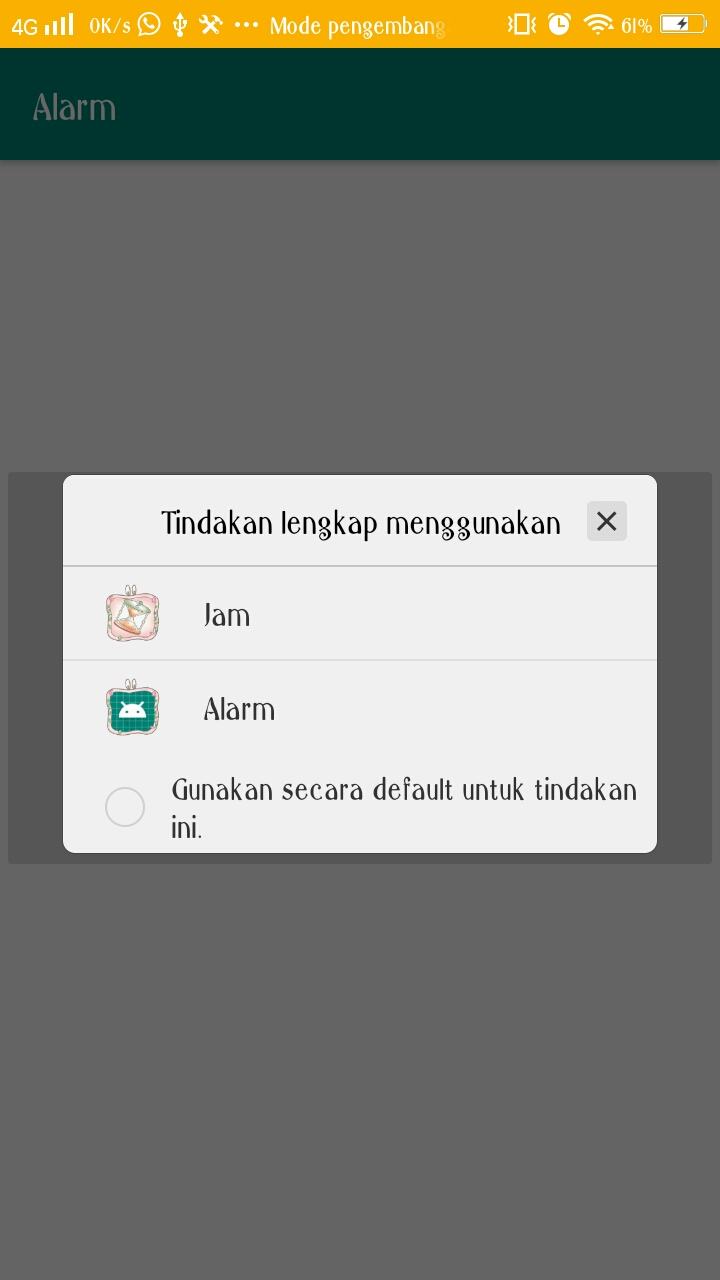 4G 0K/s ... Mode pengembang 61%
Alarm
Tindakan lengkap menggunakan
Jam
Alarm
Gunakan secara default untuk tindakan
ini.